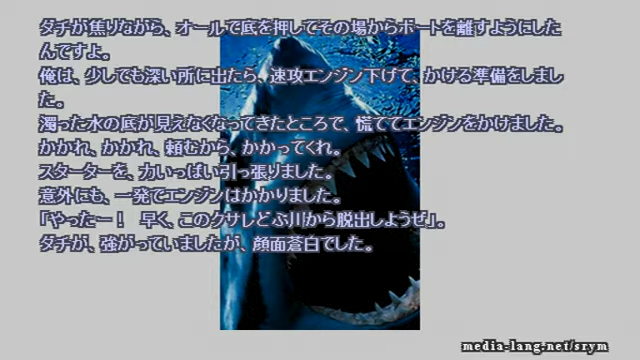 ダチが焦りながら、オールで底を押してその場からボートを離すようにした
んですよ。
俺は、少しでも深い所に出たら、速攻エンジン下げて、かける準備をしまし
た。
濁った水の底が見えなくなってきたところで、慌ててエンジンをかけました。
かかれ、かかれ、頼むから、かかってくれ。
スターターを、力いっぱい引っ張りました。
意外にも、一発でエンジンはかかりました。
「やったー！　早く、このクサレどぶ川から脱出しようぜ」。
ダチが、強がっていましたが、顔面蒼白でした。
media-lang.net/srym